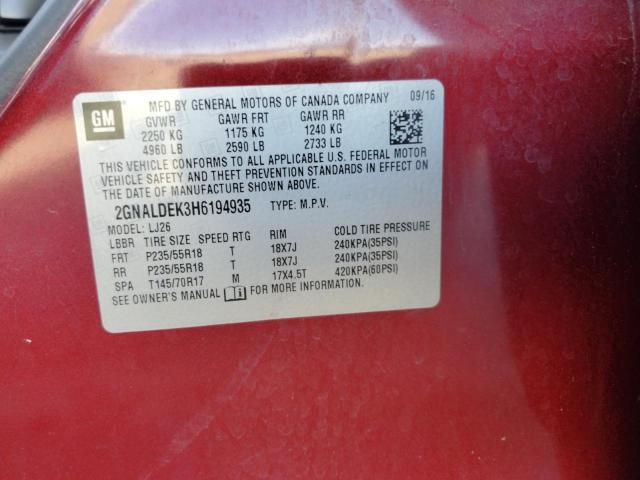 GM
MFD BY GENERAL MOTORS OF CANADA COMPANY 09/16
GVWR GAWR FRT GAWR RR
2250 KG 1175 KG 1240 KG
4960 LB 2590 LB 2733 LB
THIS VEHICLE CONFORMS TO ALL APPLICABLE U.S. FEDERAL MOTOR
VEHICLE SAFETY AND THEFT PREVENTION STANDARDS IN EFFECT ON
THE DATE OF MANUFACTURE SHOWN ABOVE.
2GNALDEK3H6194935 TYPE: M.P.V.
MODEL: LJ26
LBBR TIRE SIZE SPEED RTG RIM COLD TIRE PRESSURE
FRT P235/55R18 T 18X7J 240KPA(35PSI)
RR P235/55R18 T 18X7J 240KPA(35PSI)
SPA T145/70R17 M 17X4.5T 420KPA(60PSI)
SEE OWNER'S MANUAL FOR MORE INFORMATION.